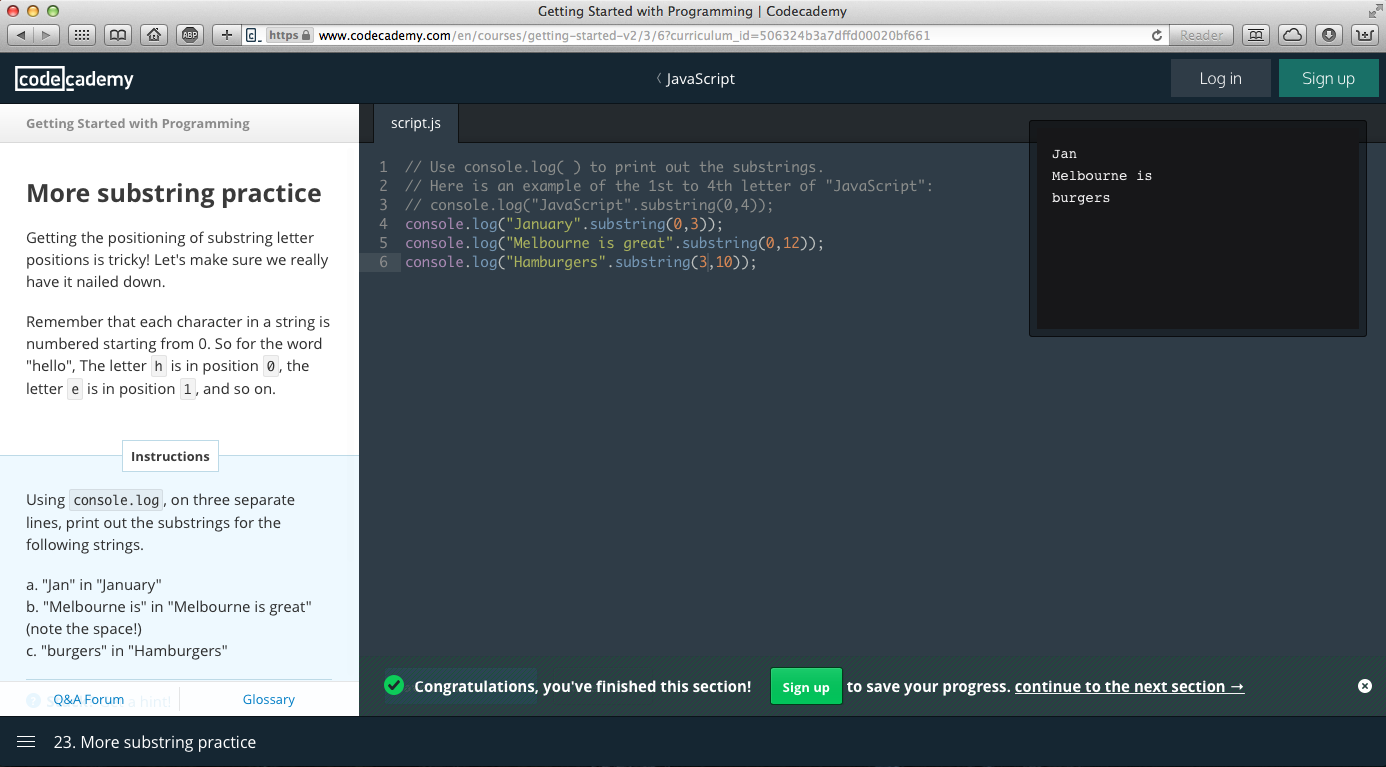 Getting Started with Programming | Codecademy
ABP
https www.codecademy.com/en/courses/getting-started-v2/3/6?curriculum_id=506324b3a7dffd00020bf661
Reader
codecademy
JavaScript
Log in
Sign up
Getting Started with Programming
More substring practice
Getting the positioning of substring letter
positions is tricky! Let's make sure we really
have it nailed down.
Remember that each character in a string is
numbered starting from 0. So for the word
"hello", The letter h is in position 0, the
letter e is in position 1, and so on.
Instructions
Using console.log, on three separate
lines, print out the substrings for the
following strings.
a. "Jan" in "January"
b. "Melbourne is" in "Melbourne is great"
(note the space!)
c. "burgers" in "Hamburgers"
Q&A Forum
Glossary
script.js
1 // Use console.log( ) to print out the substrings.
2 // Here is an example of the 1st to 4th letter of "JavaScript":
3 // console.log("JavaScript".substring(0,4));
4 console.log("January".substring(0,3));
5 console.log("Melbourne is great".substring(0,12));
6 console.log("Hamburgers".substring(3,10));
Jan
Melbourne is
burgers
Congratulations, you've finished this section!
Sign up
to save your progress. continue to the next section →
23. More substring practice